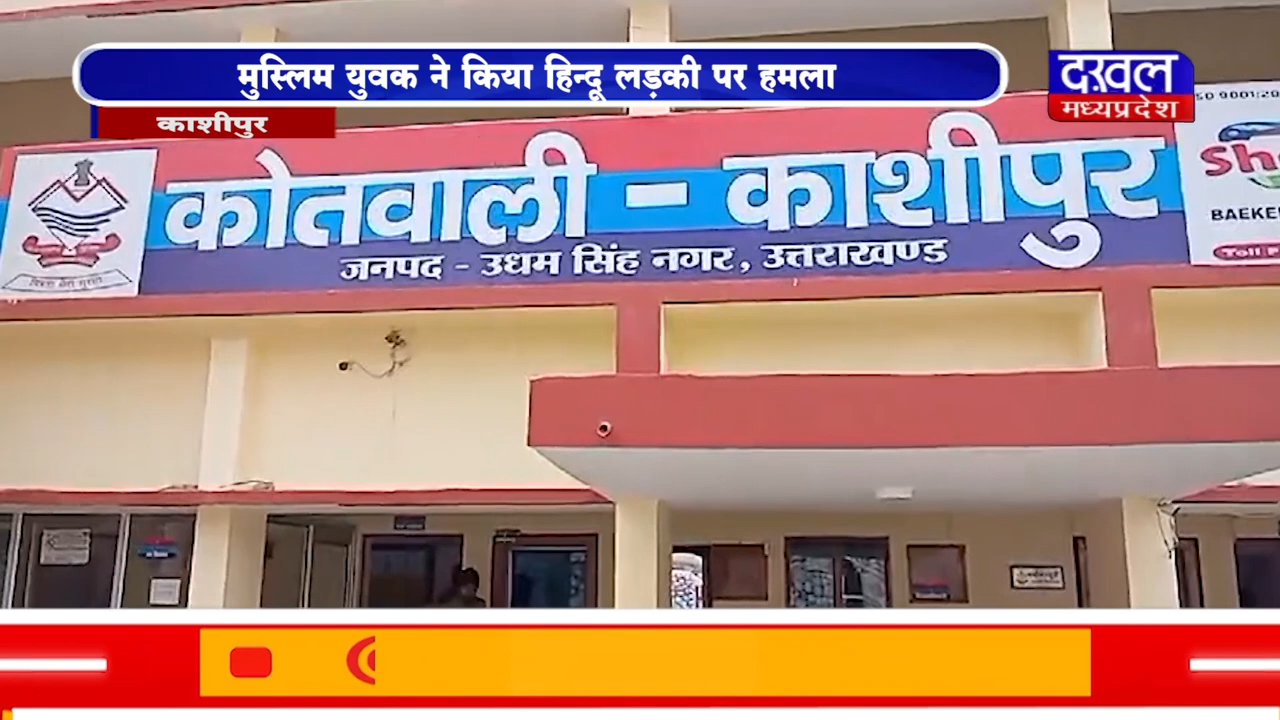 मुस्लिम युवक ने किया हिन्दू लड़की पर हमला
दख़ल
मध्यप्रदेश
काशीपुर
कोतवाली - काशीपुर
जनपद - उधम सिंह नगर, उत्तराखण्ड
BAEKE